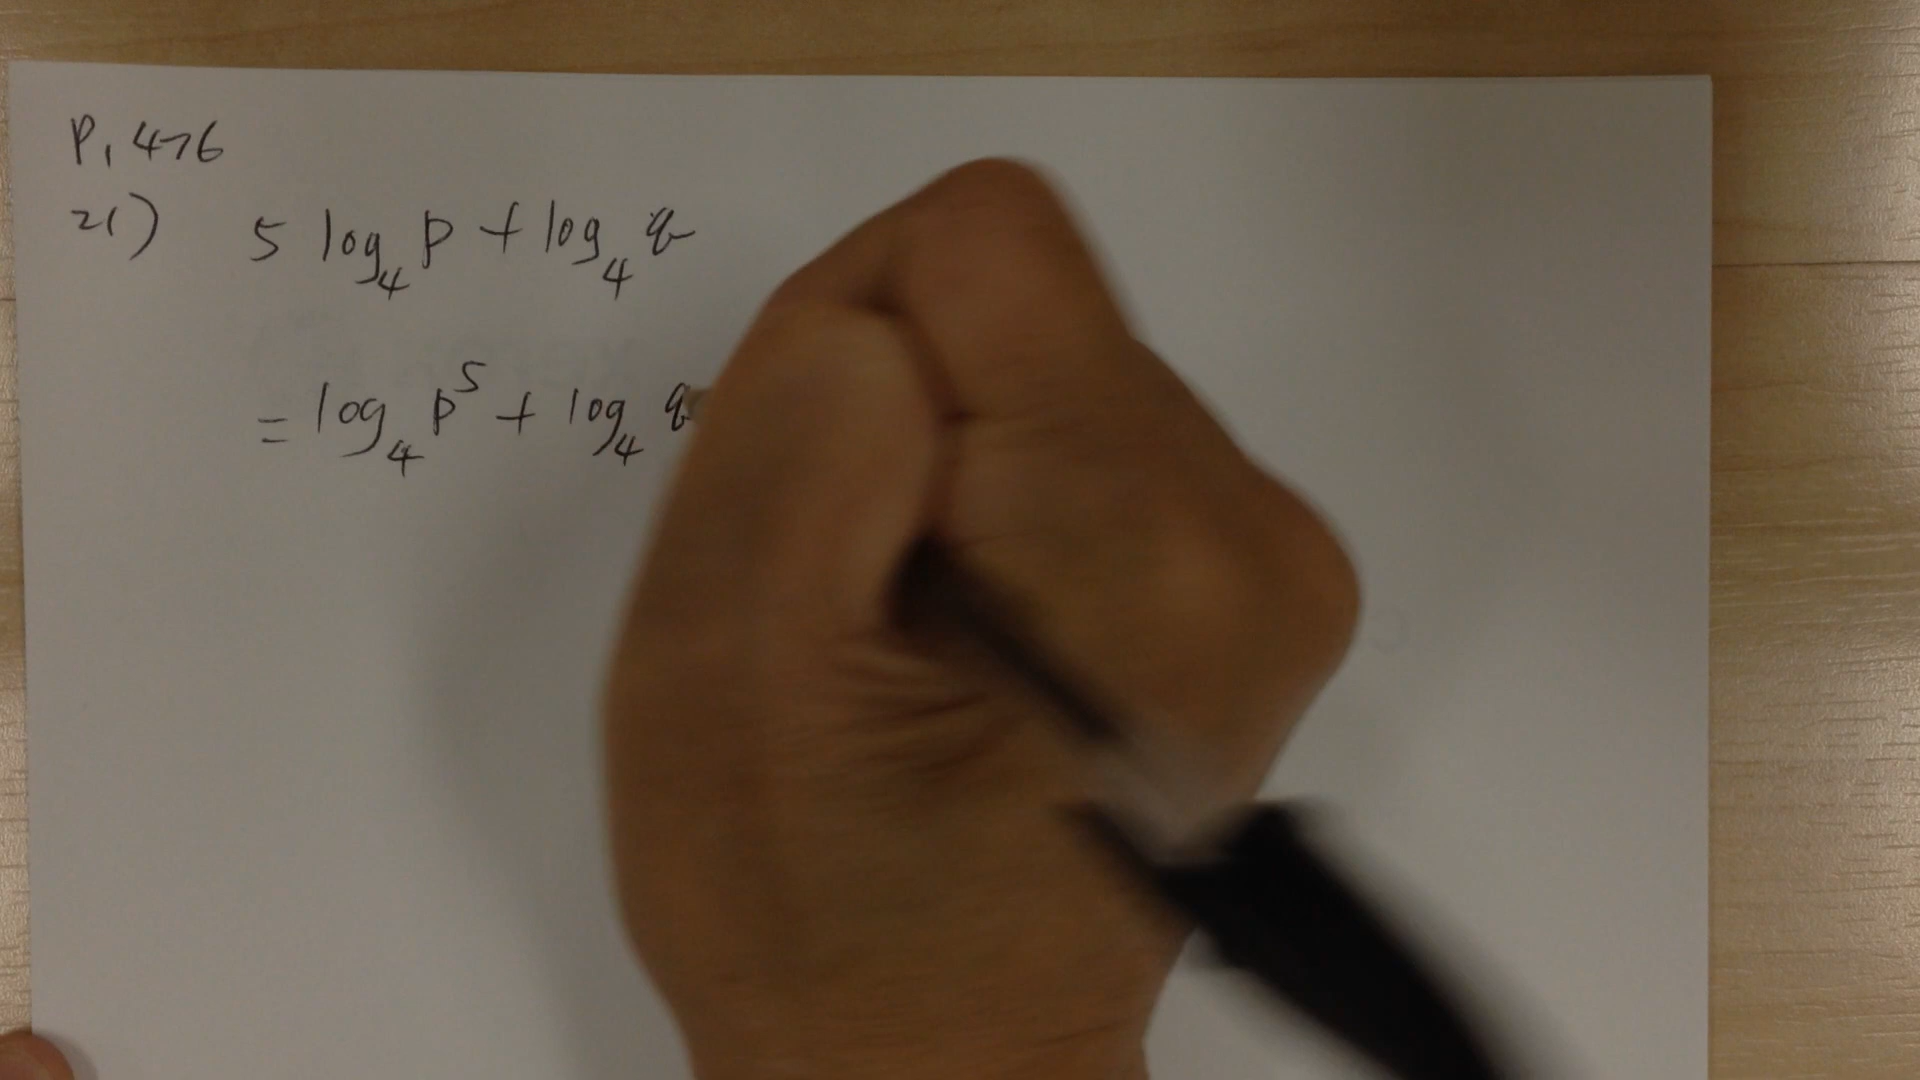 P. 476
21) 5 log₄ p + log₄ q
= log₄ p⁵ + log₄ q